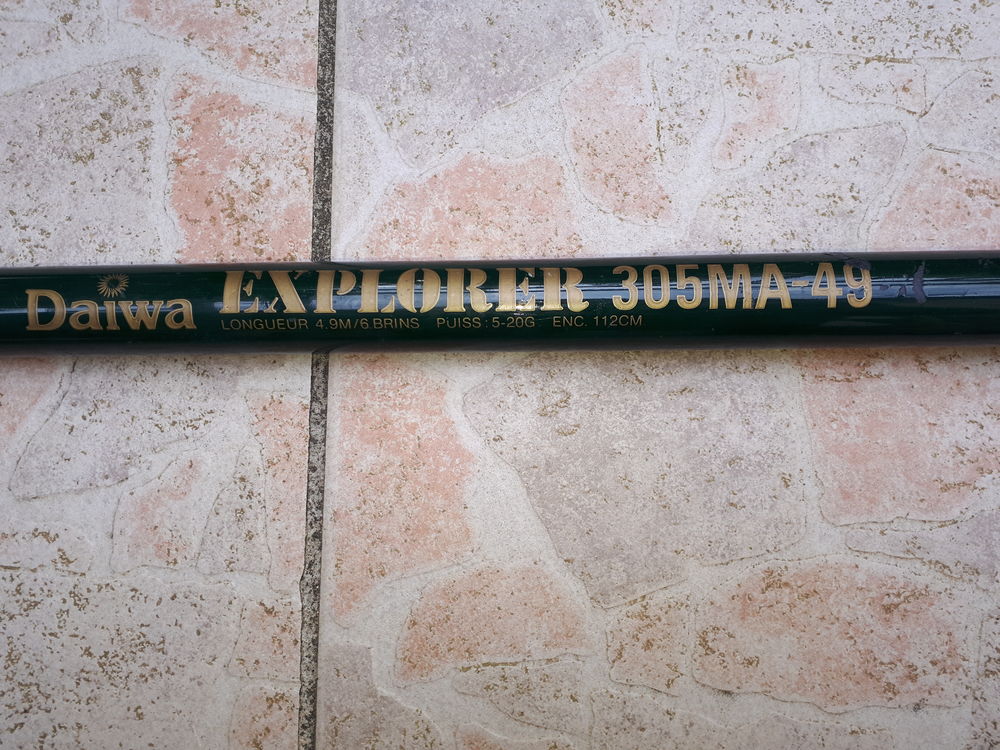 Daiwa EXPLORER 305MA-49
LONGUEUR 4.9M/6 BRINS PUISS: 5-20G ENC. 112CM